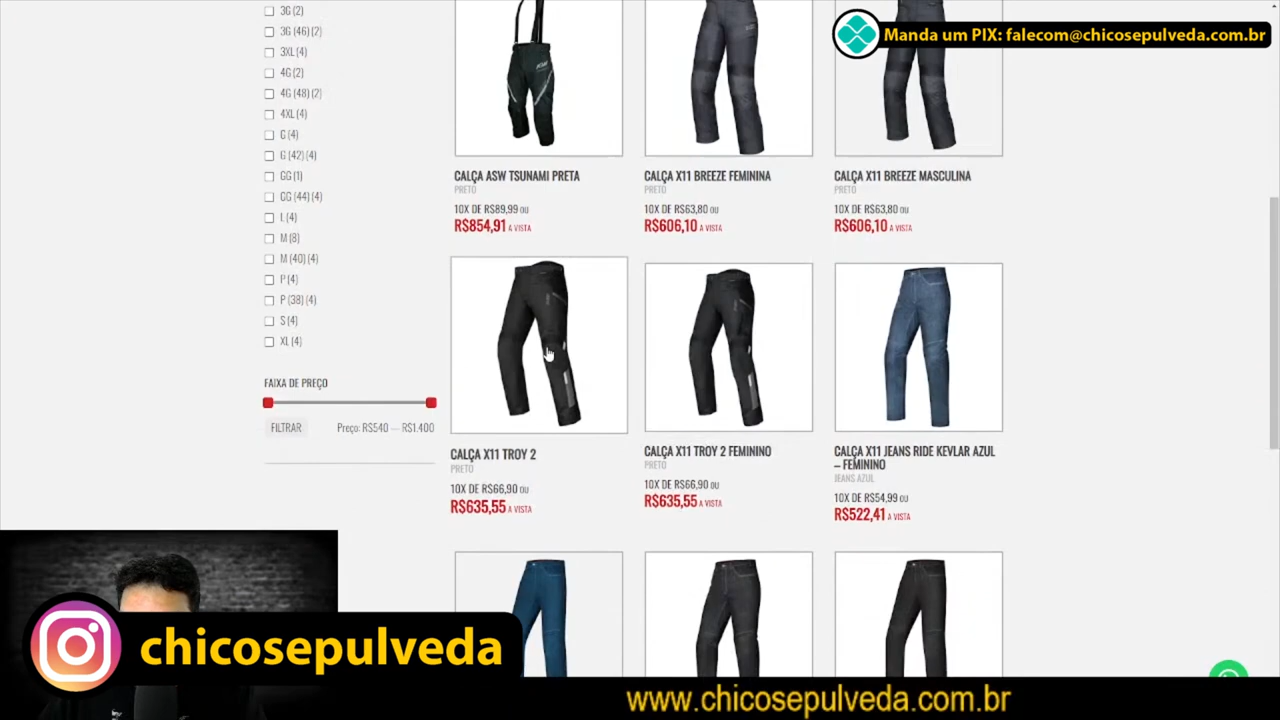 Manda um PIX: falecom@chicosepulveda.com.br
3G (2)
3G (46) (2)
3XL (4)
4G (2)
4G (48) (2)
4XL (4)
G (4)
G (42) (4)
GG (1)
GG (44) (4)
L (4)
M (8)
M (40) (4)
P (4)
P (38) (4)
S (4)
XL (4)
FAIXA DE PREÇO
FILTRAR
Preço: R$540 — R$1.400
CALÇA ASW TSUNAMI PRETA
PRETO
10X DE R$89,99 OU
R$854,91 A VISTA
CALÇA X11 BREEZE FEMININA
PRETO
10X DE R$63,80 OU
R$606,10 A VISTA
CALÇA X11 BREEZE MASCULINA
PRETO
10X DE R$63,80 OU
R$606,10 A VISTA
CALÇA X11 TROY 2
PRETO
10X DE R$66,90 OU
R$635,55 A VISTA
CALÇA X11 TROY 2 FEMININO
PRETO
10X DE R$66,90 OU
R$635,55 A VISTA
CALÇA X11 JEANS RIDE KEVLAR AZUL
– FEMININO
JEANS AZUL
10X DE R$54,99 OU
R$522,41 A VISTA
chicosepulveda
www.chicosepulveda.com.br